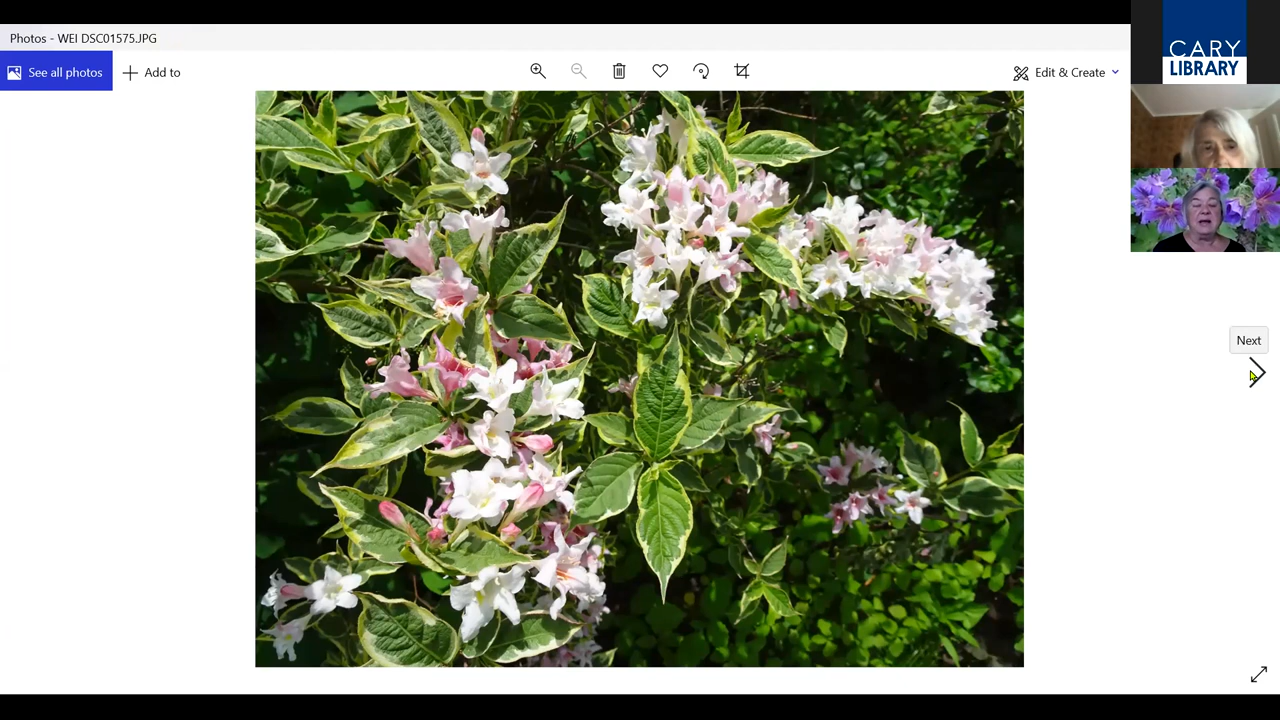 Photos - WEI DSC01575.JPG
See all photos
Add to
Edit & Create
CARY
LIBRARY
Next